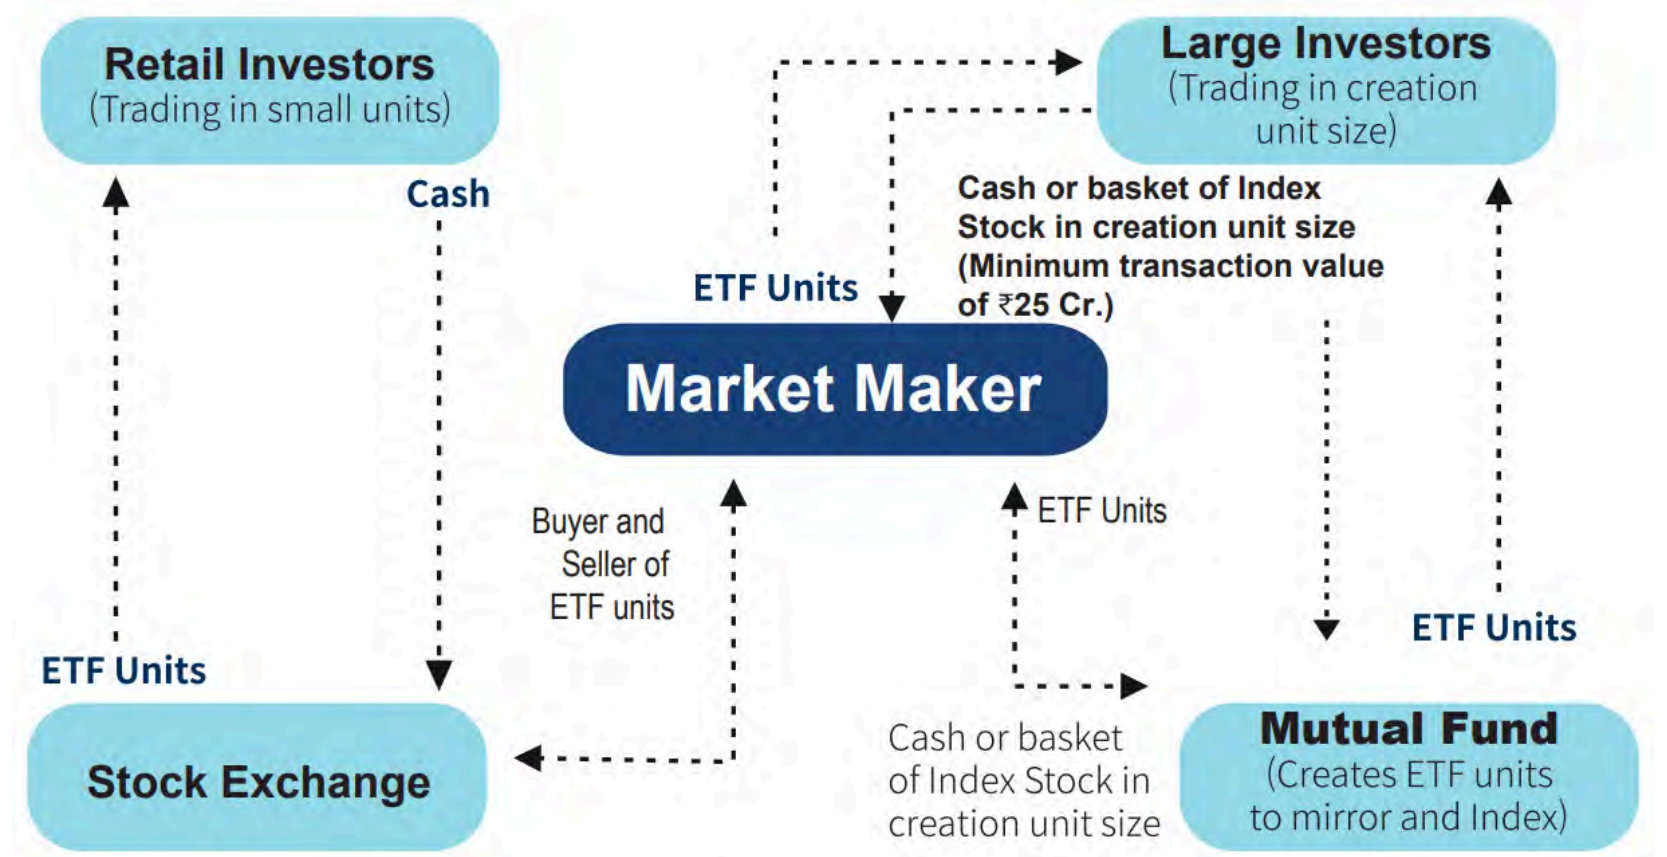 Retail Investors
(Trading in small units)
Large Investors
(Trading in creation
unit size)
Cash
Cash or basket of Index
Stock in creation unit size
(Minimum transaction value
of ₹25 Cr.)
ETF Units
Market Maker
Buyer and
Seller of
ETF units
ETF Units
ETF Units
ETF Units
Stock Exchange
Cash or basket
of Index Stock in
creation unit size
Mutual Fund
(Creates ETF units
to mirror and Index)